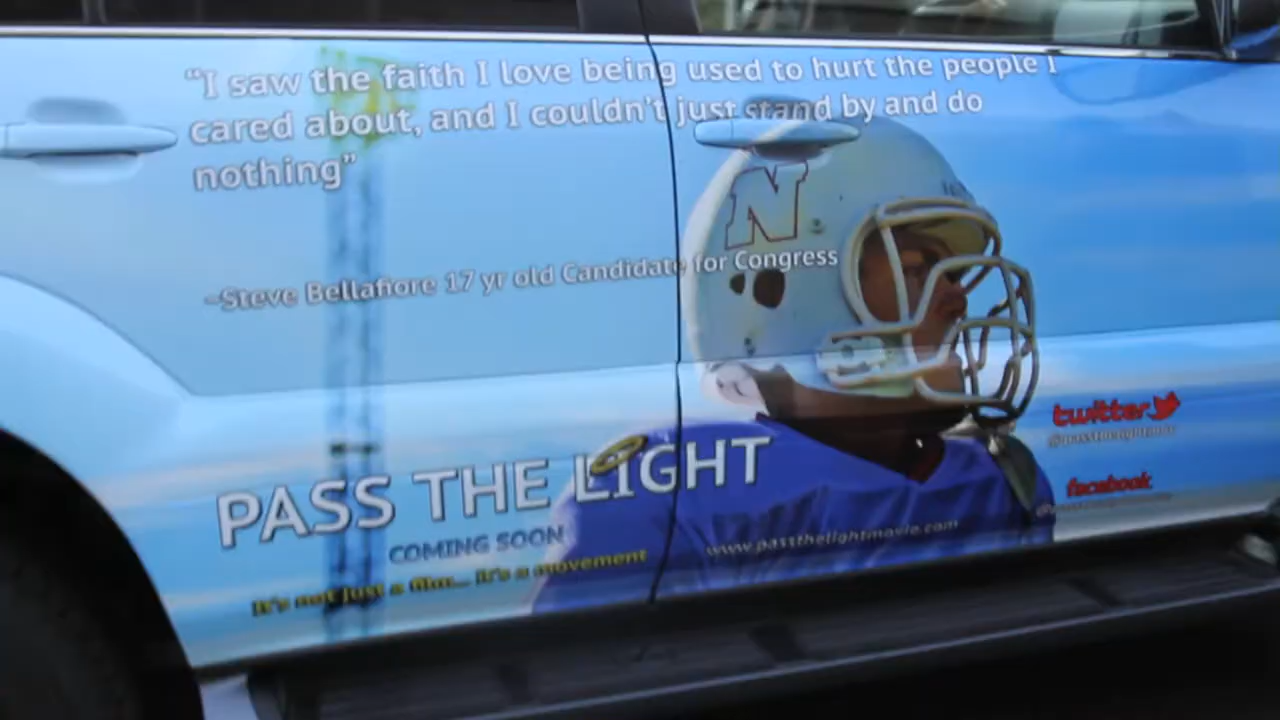 “I saw the faith I love being used to hurt the people I
cared about, and I couldn't just stand by and do
nothing”
~Steve Bellafiore 17 yr old Candidate for Congress
N
PASS THE LIGHT
COMING SOON
It's not just a film... It's a movement
www.passthelightmovie.com
twitter
@passthelightmovie
facebook